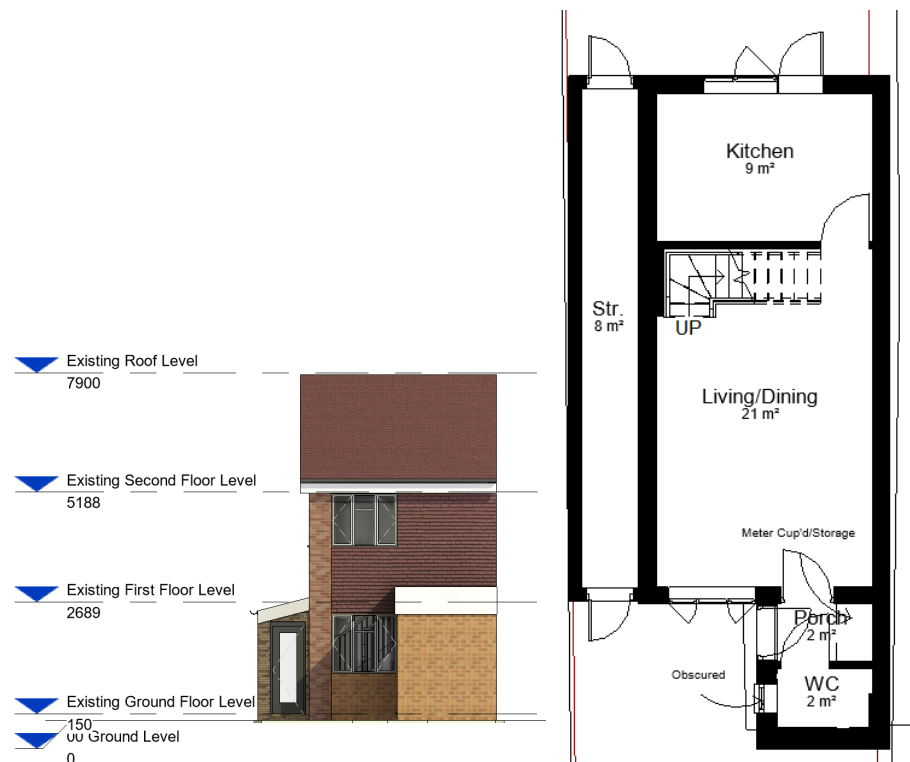 Existing Roof Level
7900
Existing Second Floor Level
5188
Existing First Floor Level
2689
Existing Ground Floor Level
150
00 Ground Level
0
Kitchen
9 m²
Str.
8 m²
UP
Living/Dining
21 m²
Meter Cup'd/Storage
Porch
2 m²
Obscured
WC
2 m²